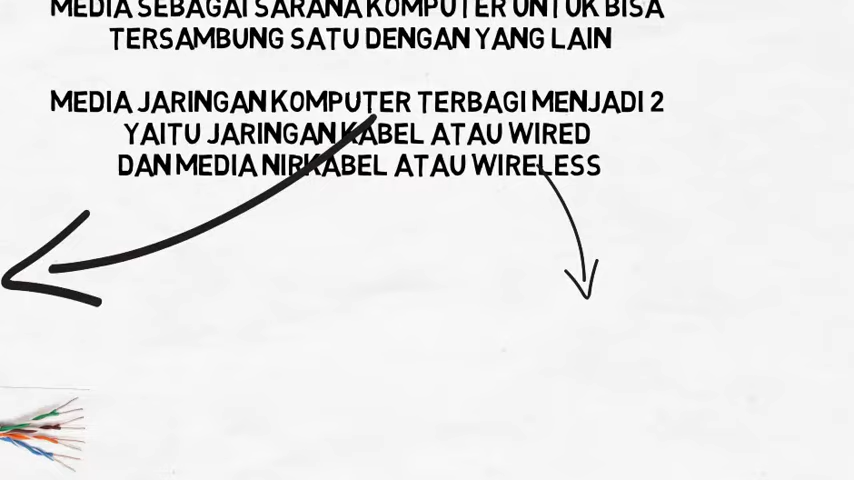 MEDIA SEBAGAI SARANA KOMPUTER UNTUK BISA
TERSAMBUNG SATU DENGAN YANG LAIN
MEDIA JARINGAN KOMPUTER TERBAGI MENJADI 2
YAITU JARINGAN KABEL ATAU WIRED
DAN MEDIA NIRKABEL ATAU WIRELESS